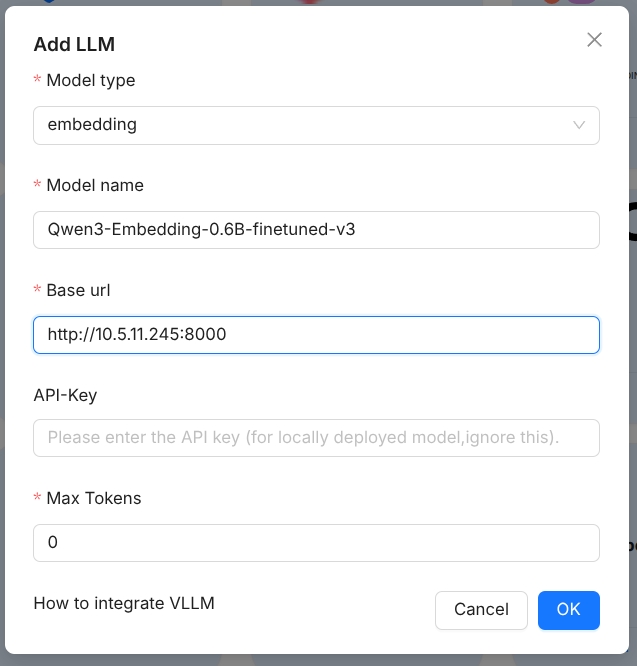 Add LLM
* Model type
embedding
* Model name
Qwen3-Embedding-0.6B-finetuned-v3
* Base url
http://10.5.11.245:8000
API-Key
Please enter the API key (for locally deployed model,ignore this).
* Max Tokens
0
How to integrate VLLM
Cancel
OK